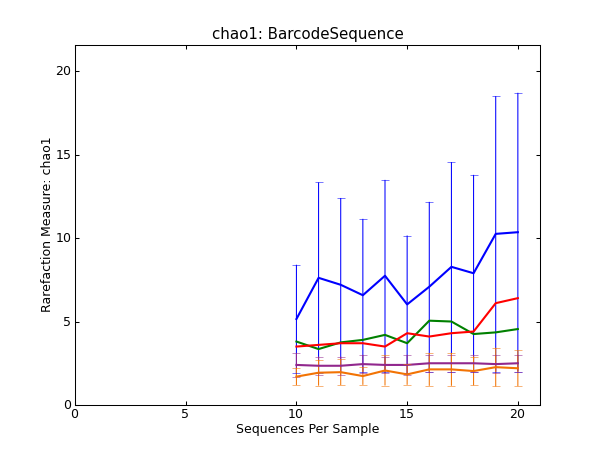 chao1: BarcodeSequence
Rarefaction Measure: chao1
20
15
10
5
0
0 5 10 15 20
Sequences Per Sample